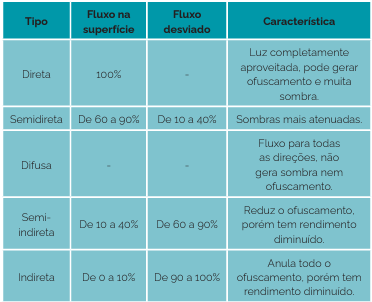 Tipo
Fluxo na
superfície
Fluxo
desviado
Característica
Direta
100%
-
Luz completamente
aproveitada, pode gerar
ofuscamento e muita
sombra.
Semidireta
De 60 a 90%
De 10 a 40%
Sombras mais atenuadas.
Difusa
-
-
Fluxo para todas
as direções, não
gera sombra nem
ofuscamento.
Semi-
indireta
De 10 a 40%
De 60 a 90%
Reduz o ofuscamento,
porém tem rendimento
diminuído.
Indireta
De 0 a 10%
De 90 a 100%
Anula todo o
ofuscamento, porém tem
rendimento diminuído.